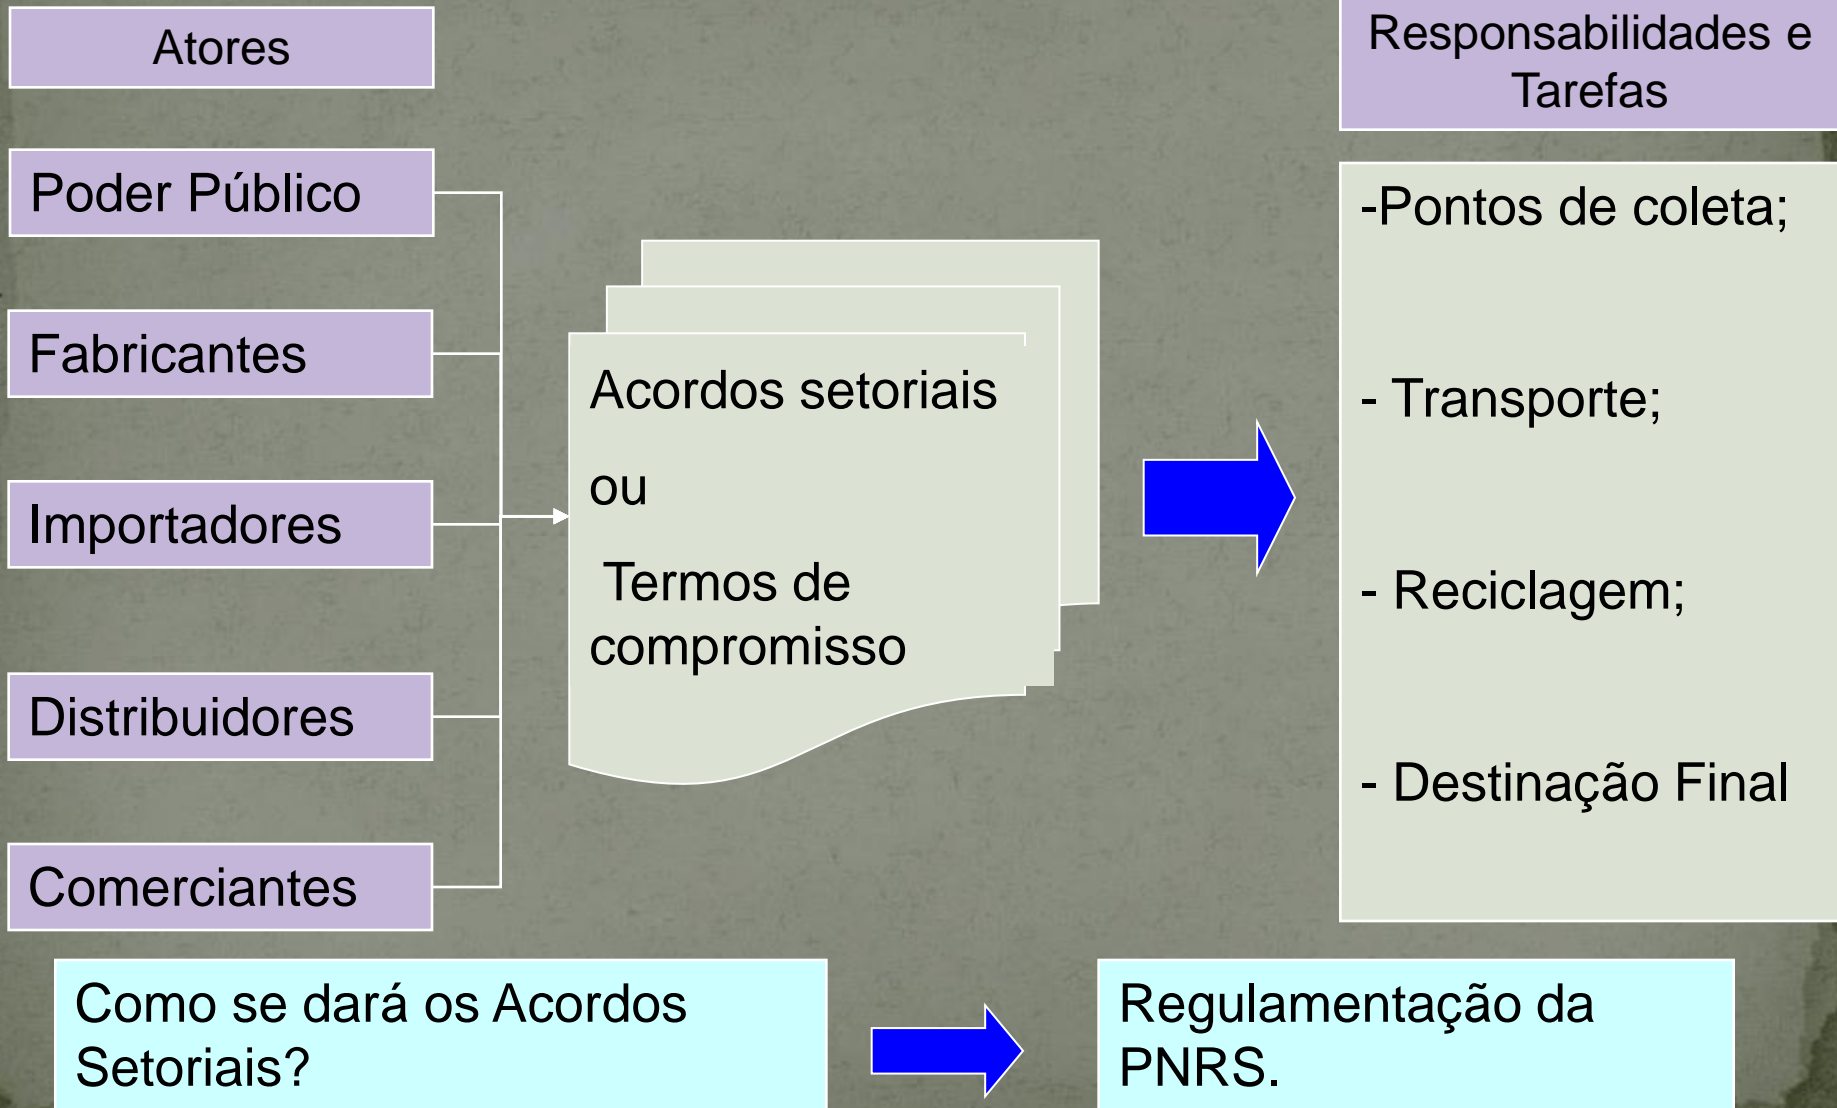 Atores
Poder Público
Fabricantes
Importadores
Distribuidores
Comerciantes
Acordos setoriais
ou
Termos de
compromisso
Responsabilidades e
Tarefas
-Pontos de coleta;
- Transporte;
- Reciclagem;
- Destinação Final
Como se dará os Acordos
Setoriais?
Regulamentação da
PNRS.